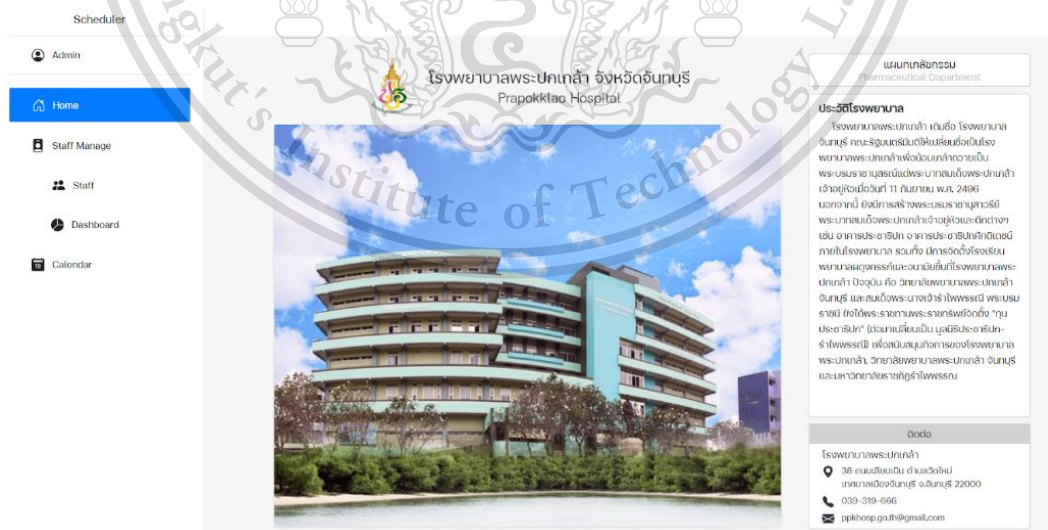 Scheduler
Admin
Home
Staff Manage
Staff
Dashboard
19
Calendar
โรงพยาบาลพระปกเกล้า จังหวัดจันทบุรี
Prapokklao Hospital
แผนกเภสัชกรรม
Pharmaceutical Department
ประวัติโรงพยาบาล
โรงพยาบาลพระปกเกล้า เดิมชื่อ โรงพยาบาล
จันทบุรี คณะรัฐมนตรีมีมติให้เปลี่ยนชื่อเป็นโรง
พยาบาลพระปกเกล้าเพื่อน้อมเกล้าถวายเป็น
พระบรมราชานุสรณ์แด่พระบาทสมเด็จพระปกเกล้า
เจ้าอยู่หัวเมื่อวันที่ 11 กันยายน พ.ศ. 2496
นอกจากนี้ ยังมีการสร้างพระบรมราชานุสาวรีย์
พระบาทสมเด็จพระปกเกล้าเจ้าอยู่หัวและตึกต่างๆ
เช่น อาคารประชาธิปก อาคารประชาธิปกศักดิเดชน์
ภายในโรงพยาบาล รวมทั้ง มีการจัดตั้งโรงเรียน
พยาบาลผดุงครรภ์และอนามัยขึ้นที่โรงพยาบาลพระ
ปกเกล้า ปัจจุบัน คือ วิทยาลัยพยาบาลพระปกเกล้า
จันทบุรี และสมเด็จพระนางเจ้ารำไพพรรณี พระบรม
ราชินี ยังได้พระราชทานพระราชทรัพย์จัดตั้ง "ทุน
ประชาธิปก" (ต่อมาเปลี่ยนเป็น มูลนิธิประชาธิปก-
รำไพพรรณี) เพื่อสนับสนุนกิจการของโรงพยาบาล
พระปกเกล้า, วิทยาลัยพยาบาลพระปกเกล้า จันทบุรี
และมหาวิทยาลัยราชภัฏรำไพพรรณ
ติดต่อ
โรงพยาบาลพระปกเกล้า
38 ถนนเลียบเนิน ตำบลวัดใหม่
เทศบาลเมืองจันทบุรี จ.จันทบุรี 22000
039-319-666
ppkhosp.go.th@gmail.com
Institute of Technology